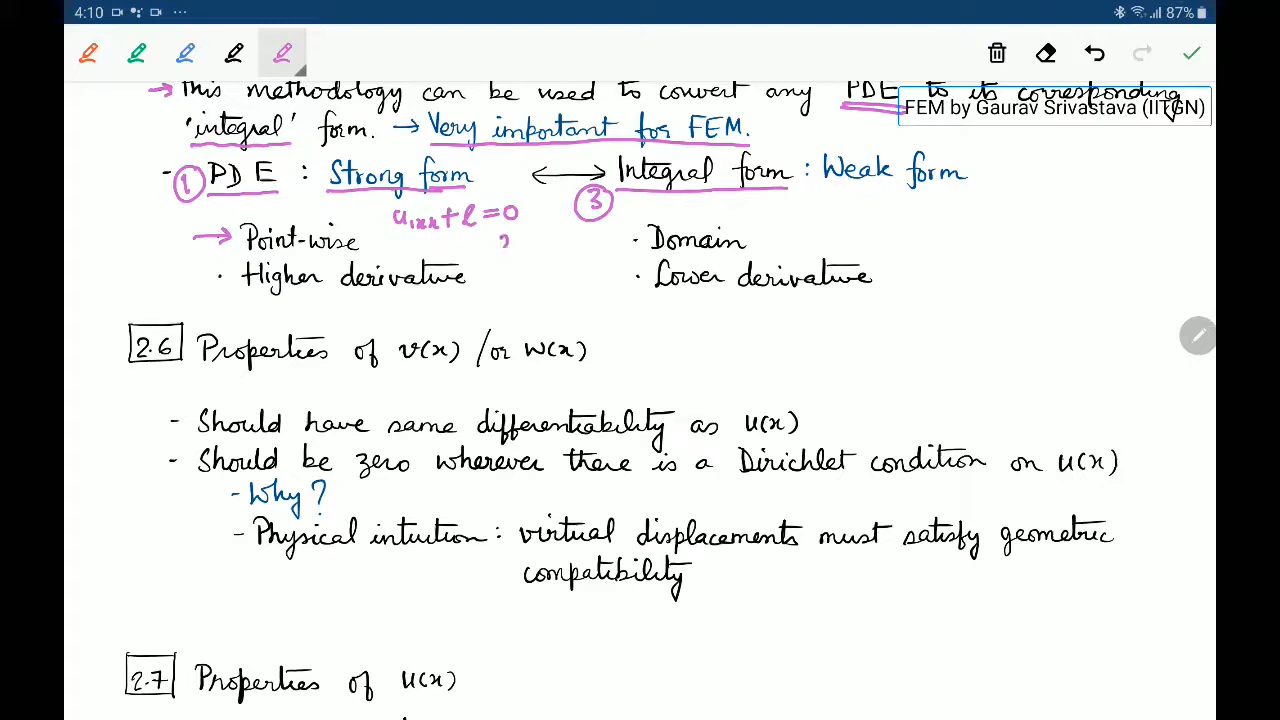 4:10 87%
→ This methodology can be used to convert any PDE to its corresponding
FEM by Gaurav Srivastava (IITGN)
'integral' form. → Very important for FEM.
- ① PDE : Strong form ⟷ Integral form : Weak form
③
u,xx + l = 0
→ Point-wise · Domain
· Higher derivative · Lower derivative
2.6 Properties of v(x) /or w(x)
- Should have same differentiability as u(x)
- Should be zero wherever there is a Dirichlet condition on u(x)
- Why?
- Physical intuition : virtual displacements must satisfy geometric
compatibility
2.7 Properties of u(x)